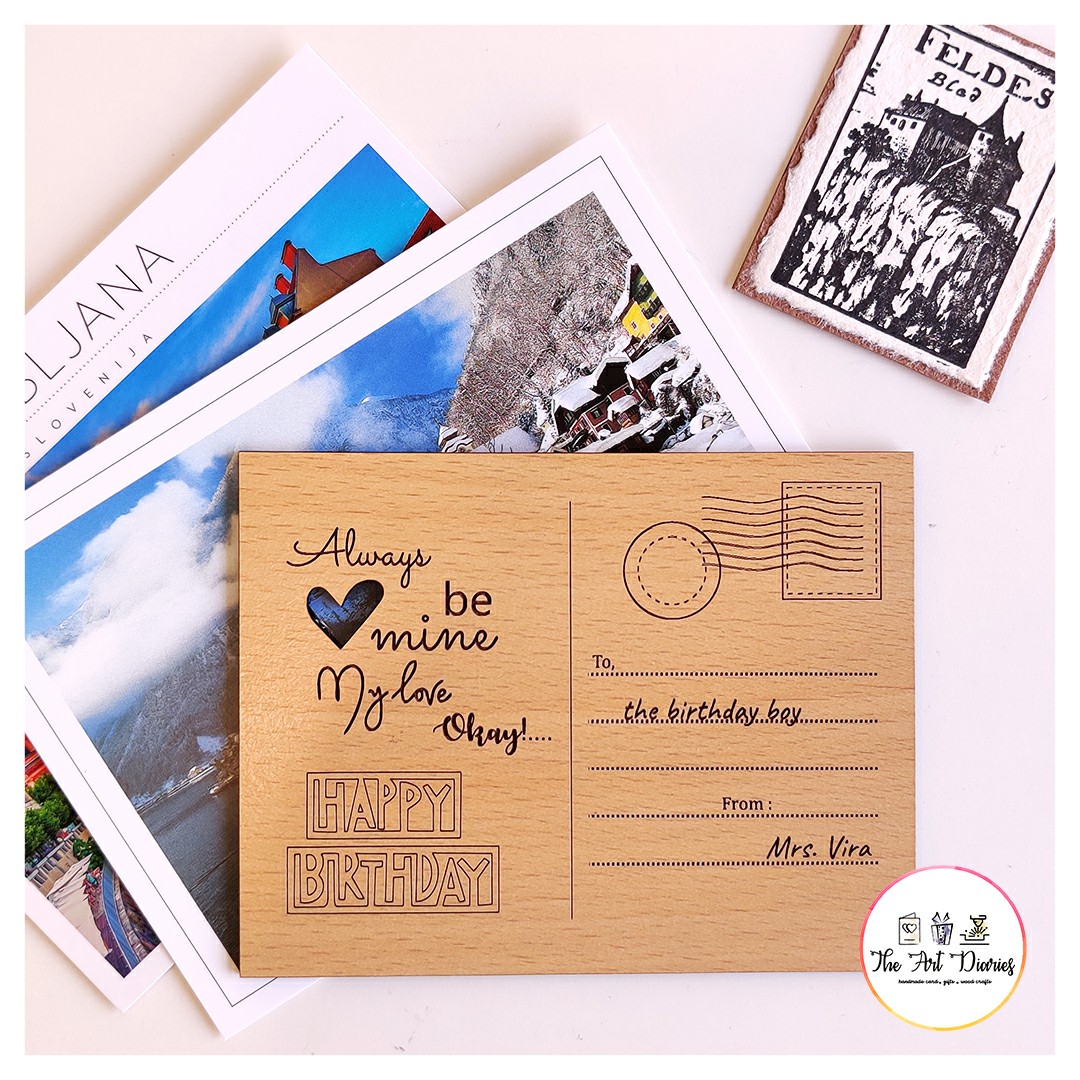 FELDES
Bled
LJANA
SLOVENIJA
Always
be
mine
My love
Okay!....
HAPPY
BIRTHDAY
To,
the birthday boy
From :
Mrs. Vira
The Art Diaries
handmade card. gifts. wood crafts